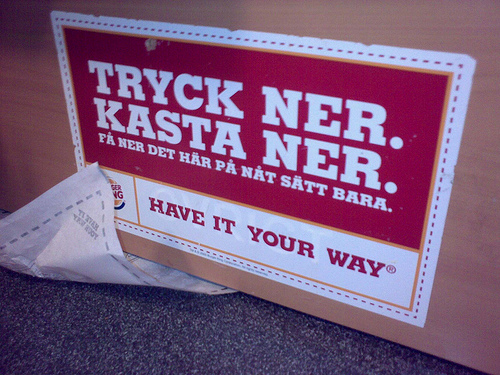 TRYCK NER.
KASTA NER.
FÅ NER DET HÄR PÅ NÅT SÄTT BARA.
HAVE IT YOUR WAY®